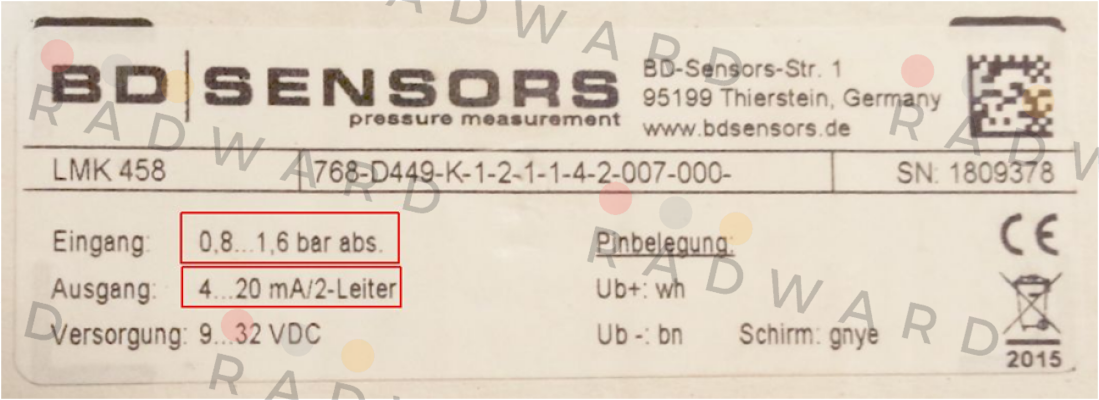 BD|SENSORS
pressure measurement
BD-Sensors-Str. 1
95199 Thierstein, Germany
www.bdsensors.de
LMK 458 768-D449-K-1-2-1-1-4-2-007-000- SN: 1809378
Eingang: 0,8...1,6 bar abs.
Ausgang: 4...20 mA/2-Leiter
Versorgung: 9...32 VDC
Pinbelegung:
Ub+: wh
Ub -: bn Schirm: gnye
CE
2015
RADWARD
RADWARD
RADWARD
RADWARD
RADWARD
RADWARD